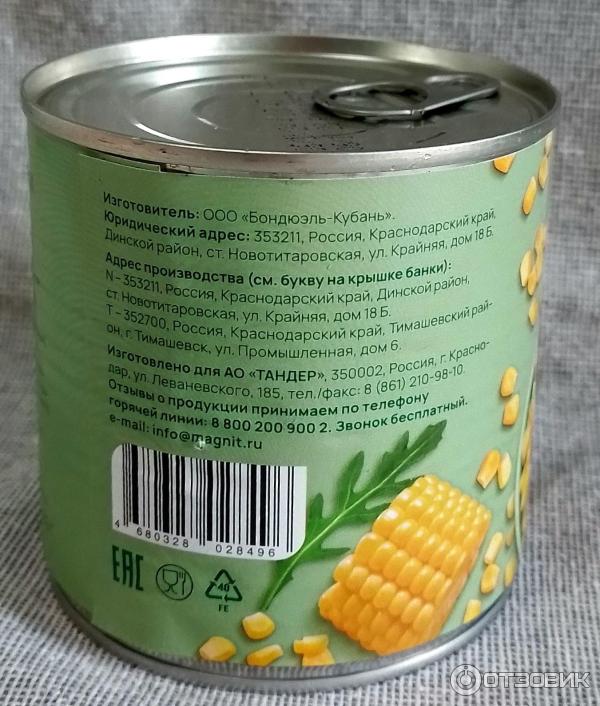 Изготовитель: ООО «Бондюэль-Кубань».
Юридический адрес: 353211, Россия, Краснодарский край,
Динской район, ст. Новотитаровская, ул. Крайняя, дом 18 Б.
Адрес производства (см. букву на крышке банки):
N – 353211, Россия, Краснодарский край, Динской район,
ст. Новотитаровская, ул. Крайняя, дом 18 Б.
T – 352700, Россия, Краснодарский край, Тимашевский рай-
он, г. Тимашевск, ул. Промышленная, дом 6.
Изготовлено для АО «ТАНДЕР», 350002, Россия, г. Красно-
дар, ул. Леваневского, 185, тел./факс: 8 (861) 210-98-10.
Отзывы о продукции принимаем по телефону
горячей линии: 8 800 200 900 2. Звонок бесплатный.
e-mail: info@magnit.ru
4 680328 028496
EAC
40
FE
ОТЗОВИК